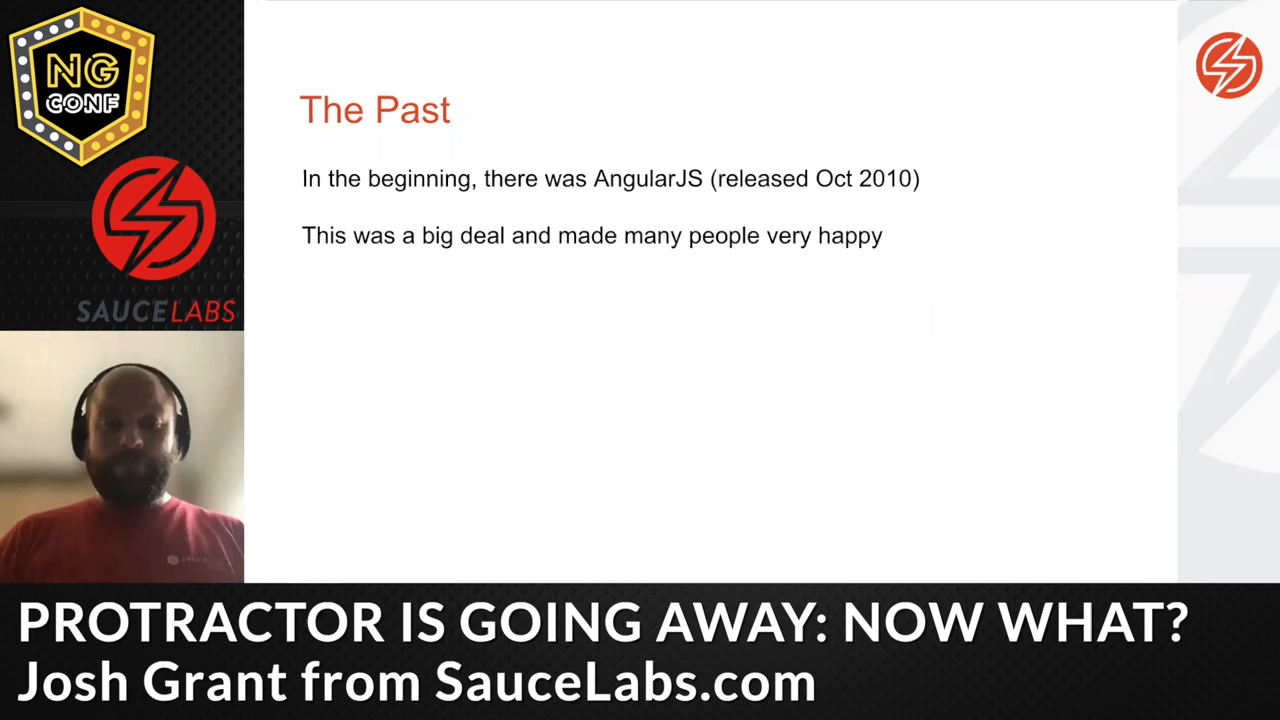 NG
CONF
SAUCELABS
The Past
In the beginning, there was AngularJS (released Oct 2010)
This was a big deal and made many people very happy
SAUCE
PROTRACTOR IS GOING AWAY: NOW WHAT?
Josh Grant from SauceLabs.com